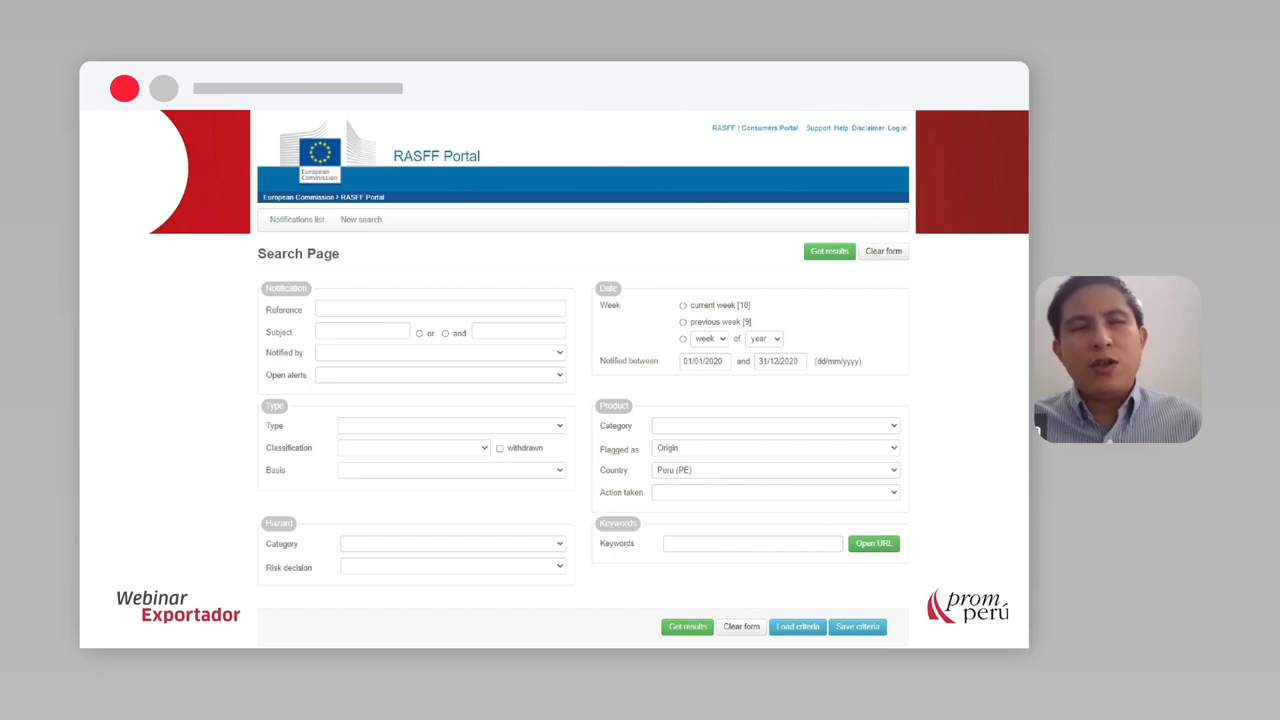 RASFF | Consumers Portal Support Help Disclaimer Log in
RASFF Portal
European
Commission
European Commission > RASFF Portal
Notifications list New search
Search Page
Get results Clear form
Notification
Reference
Subject or and
Notified by
Open alerts
Date
Week current week [10]
previous week [9]
week of year
Notified between 01/01/2020 and 31/12/2020 (dd/mm/yyyy)
Type
Type
Classification withdrawn
Basis
Product
Category
Flagged as Origin
Country Peru (PE)
Action taken
Hazard
Category
Risk decision
Keywords
Keywords Open URL
Get results Clear form Load criteria Save criteria
Webinar
Exportador
prom
perú